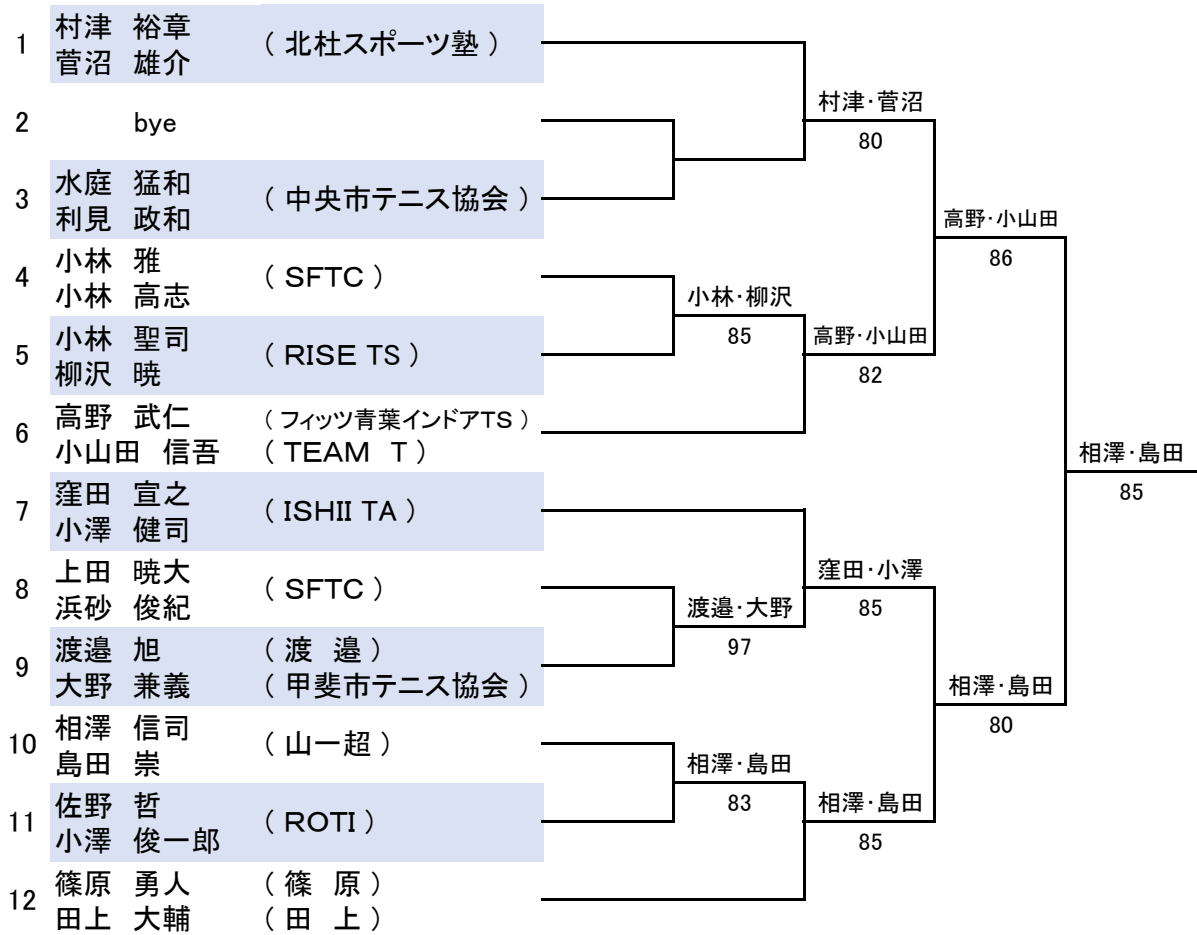 1 村津 裕章 ( 北杜スポーツ塾 )
菅沼 雄介
村津・菅沼
2 bye
80
3 水庭 猛和 ( 中央市テニス協会 )
利見 政和
高野・小山田
86
4 小林 雅 ( SFTC )
小林 高志
小林・柳沢
85
5 小林 聖司 ( RISE TS )
柳沢 暁
高野・小山田
82
6 高野 武仁 ( フィッツ青葉インドアTS )
小山田 信吾 ( TEAM T )
相澤・島田
85
7 窪田 宣之 ( ISHII TA )
小澤 健司
窪田・小澤
85
8 上田 暁大 ( SFTC )
浜砂 俊紀
渡邉・大野
97
9 渡邉 旭 ( 渡 邉 )
大野 兼義 ( 甲斐市テニス協会 )
相澤・島田
80
10 相澤 信司 ( 山一超 )
島田 崇
相澤・島田
83
11 佐野 哲 ( ROTI )
小澤 俊一郎
相澤・島田
85
12 篠原 勇人 ( 篠 原 )
田上 大輔 ( 田 上 )